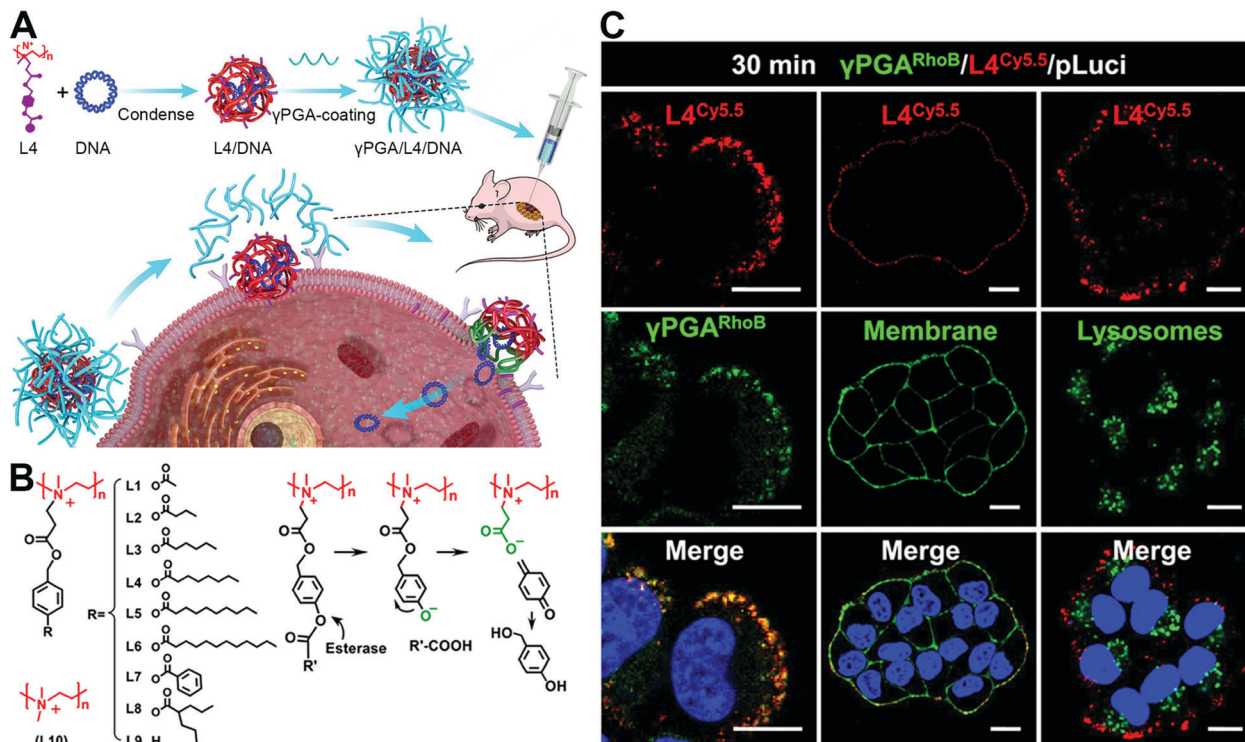 A
N⁺
n
L4
+
DNA
Condense
L4/DNA
γPGA-coating
γPGA/L4/DNA
B
N
+
n
O
O
R
R=
L1
L2
L3
L4
L5
L6
L7
L8
L9 H
N
+
n
(L10)
N
+
n
O
O
O
O
R'
Esterase
N
+
n
O
O
O⁻
R'-COOH
N
+
n
O
O⁻
O
HO
OH
C
30 min γPGA^RhoB/L4^Cy5.5/pLuci
L4^Cy5.5
L4^Cy5.5
L4^Cy5.5
γPGA^RhoB
Membrane
Lysosomes
Merge
Merge
Merge